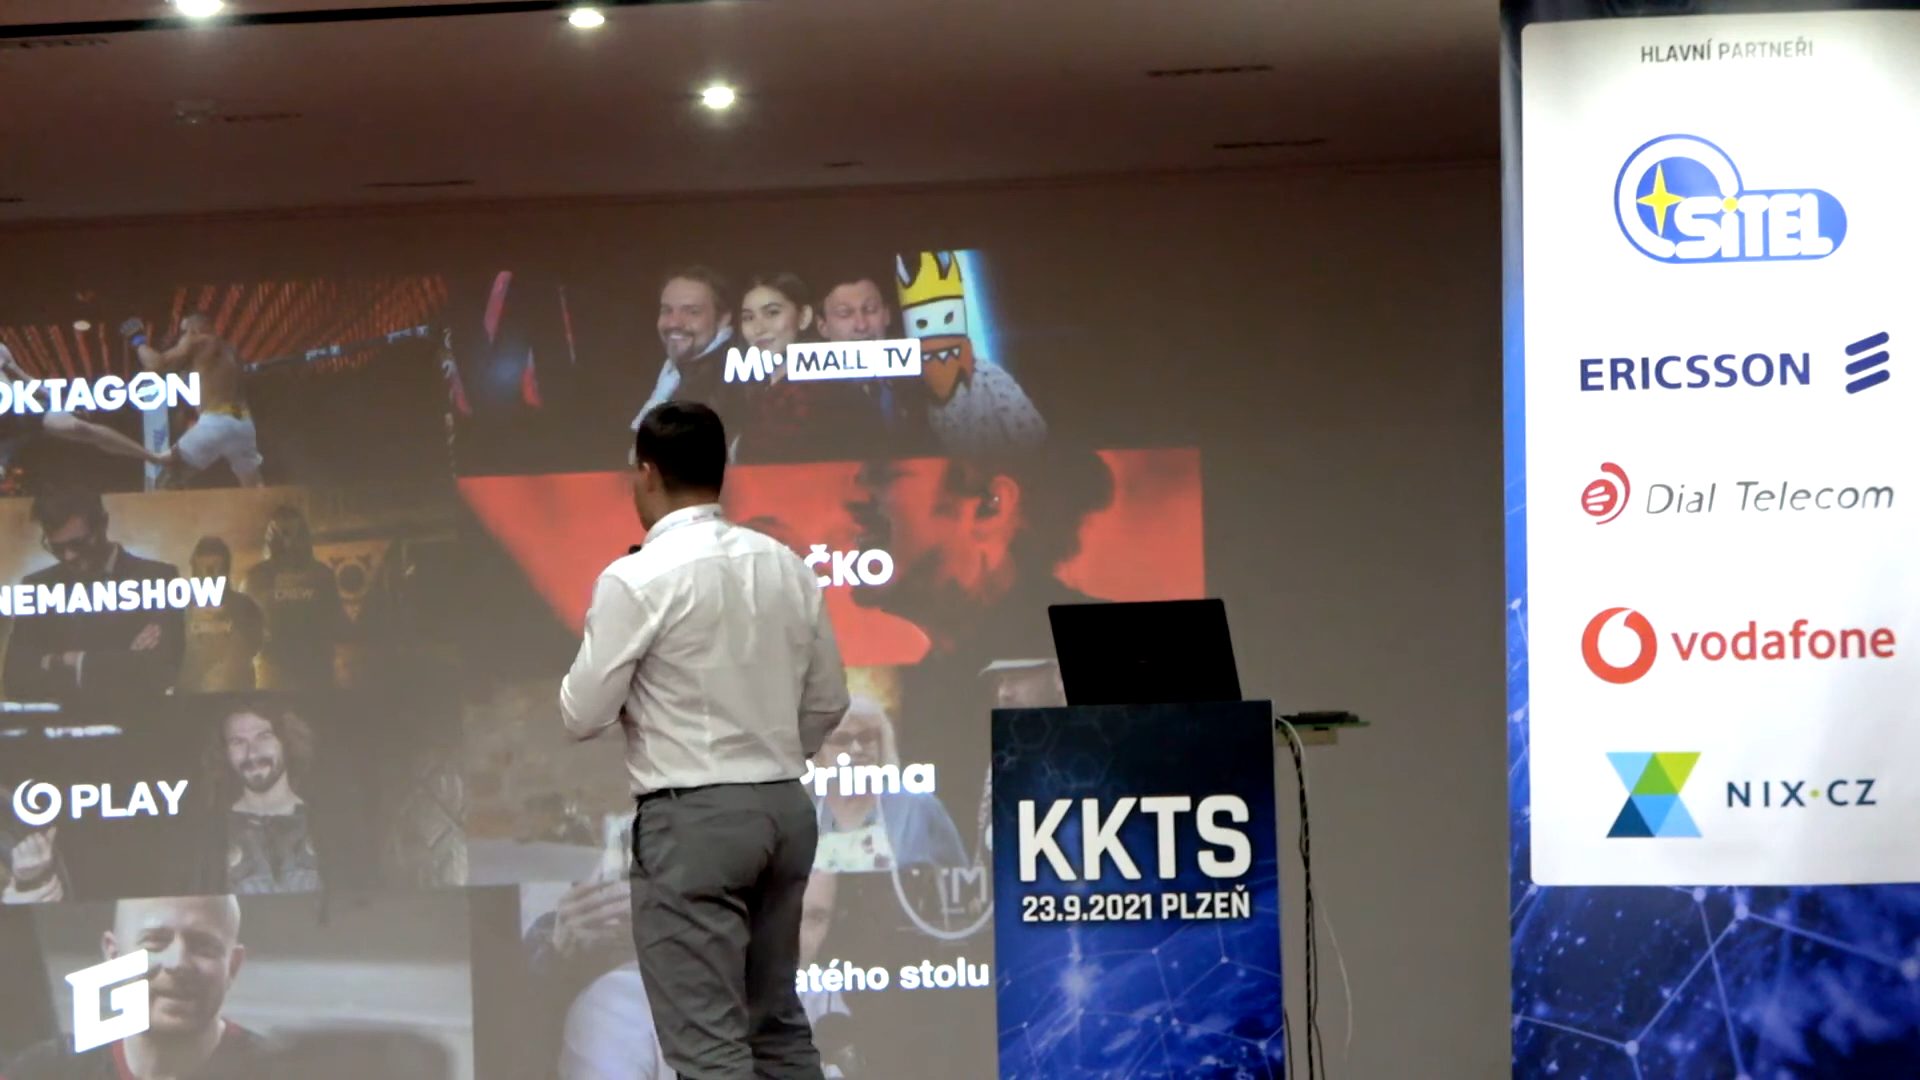 HLAVNÍ PARTNEŘI
SiTEL
ERICSSON
Dial Telecom
vodafone
NIX.CZ
OKTAGON
MALL TV
NEMANSHOW
ČKO
PLAY
Prima
G
atého stolu
KKTS
23.9.2021 PLZEŇ